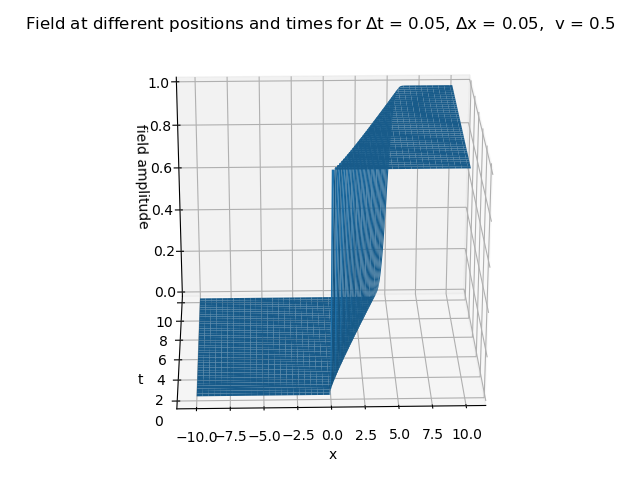 Field at different positions and times for Δt = 0.05, Δx = 0.05,  v = 0.5
1.0
0.8
0.6
0.4
0.2
0.0
field amplitude
10
8
6
4
2
0
t
−10.0 −7.5 −5.0 −2.5 0.0 2.5 5.0 7.5 10.0
x